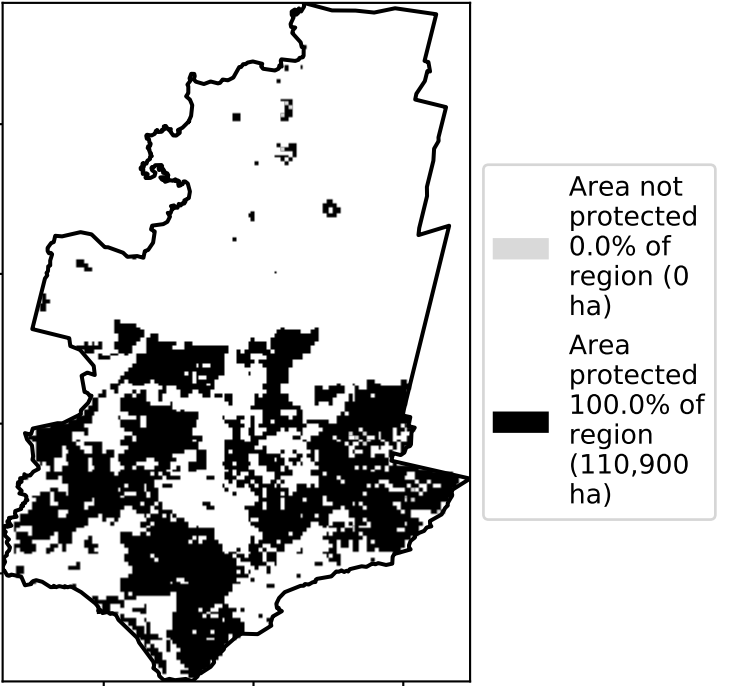 Area not
protected
0.0% of
region (0
ha)
Area
protected
100.0% of
region
(110,900
ha)